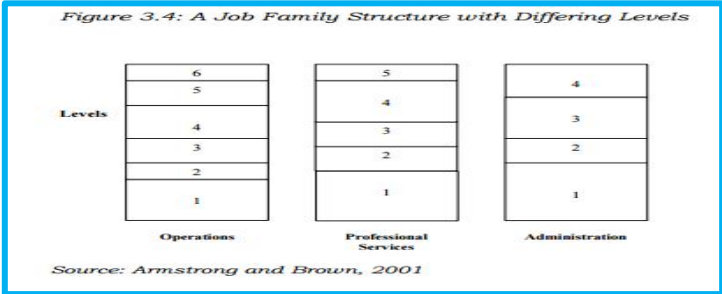 Figure 3.4: A Job Family Structure with Differing Levels
Levels
6
5
4
3
2
1
Operations
5
4
3
2
1
Professional
Services
4
3
2
1
Administration
Source: Armstrong and Brown, 2001